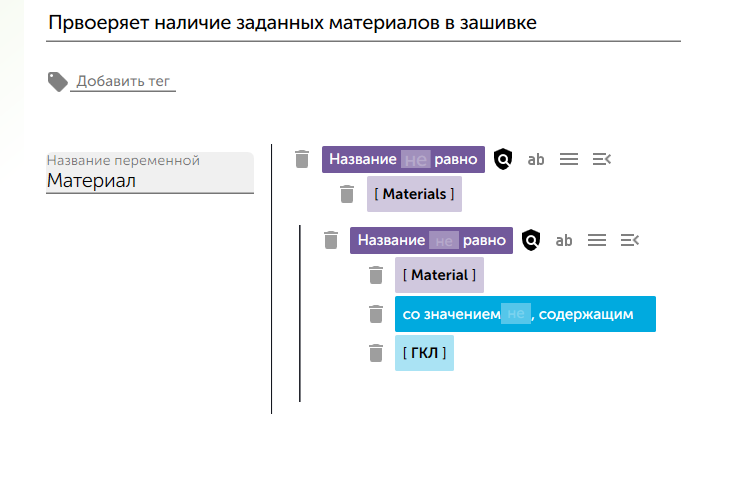 Првоеряет наличие заданных материалов в зашивке
Добавить тег
Название переменной
Материал
Название не равно ab
[ Materials ]
Название не равно ab
[ Material ]
со значением не , содержащим
[ ГКЛ ]